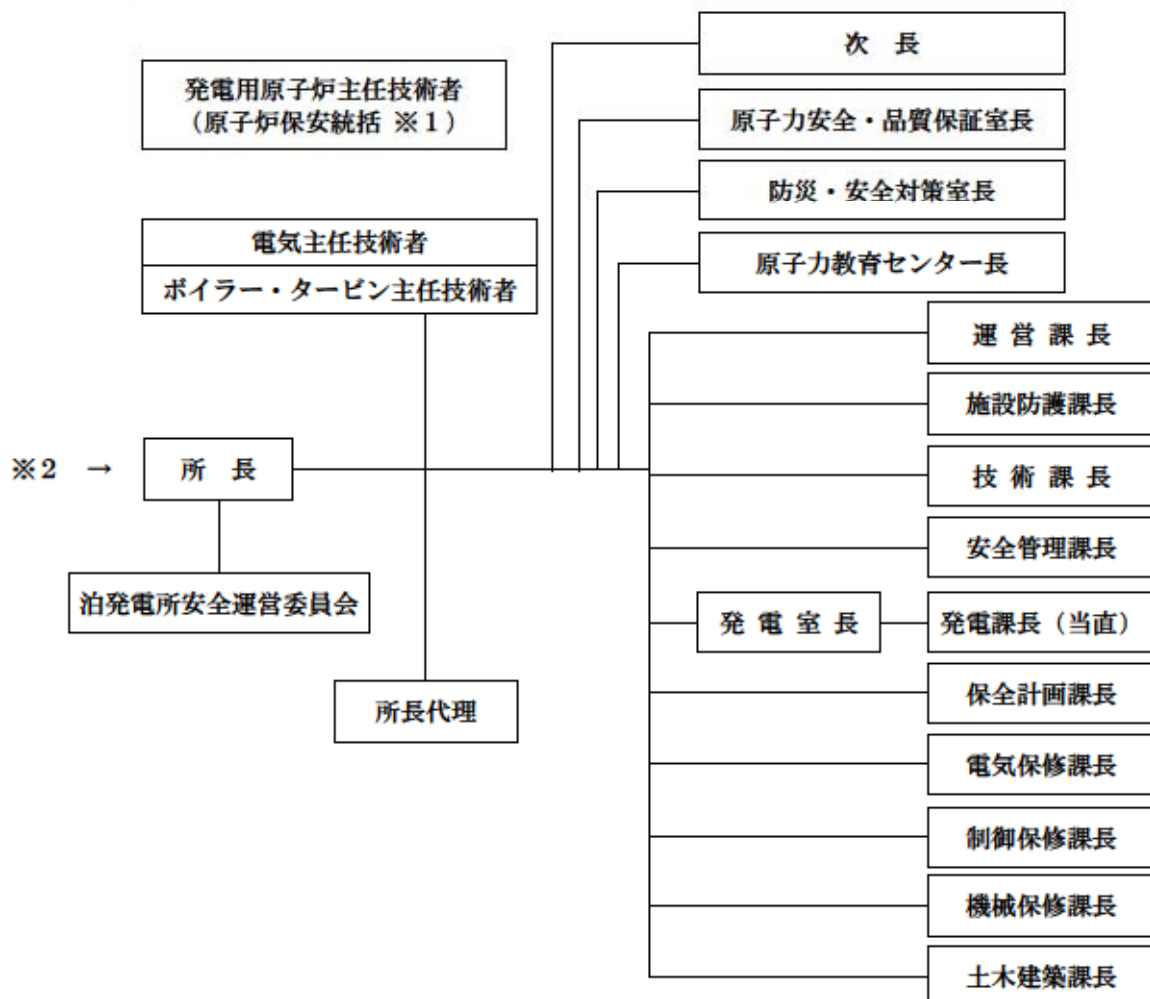 次 長
発電用原子炉主任技術者
（原子炉保安統括 ※１）
原子力安全・品質保証室長
防災・安全対策室長
電気主任技術者
ボイラー・タービン主任技術者
原子力教育センター長
運 営 課 長
施設防護課長
※２ → 所 長
技 術 課 長
安全管理課長
泊発電所安全運営委員会
発 電 室 長
発電課長（当直）
保全計画課長
所長代理
電気保修課長
制御保修課長
機械保修課長
土木建築課長